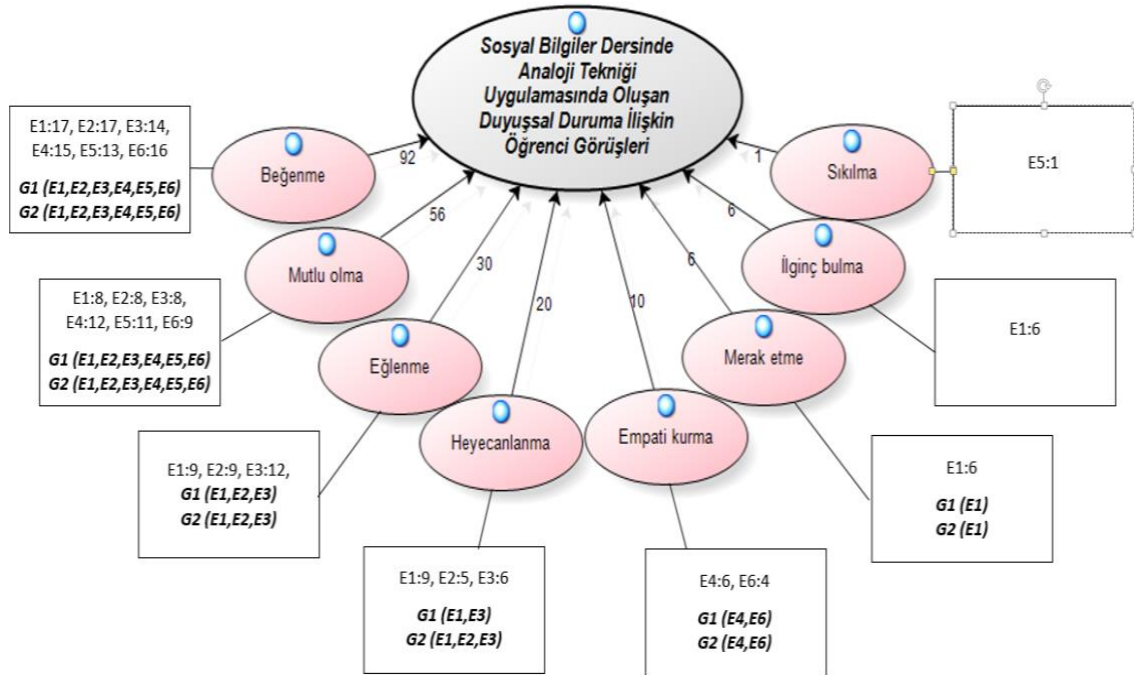 Sosyal Bilgiler Dersinde
Analoji Tekniği
Uygulamasında Oluşan
Duyuşsal Duruma İlişkin
Öğrenci Görüşleri
E1:17, E2:17, E3:14,
E4:15, E5:13, E6:16
G1 (E1,E2,E3,E4,E5,E6)
G2 (E1,E2,E3,E4,E5,E6)
Beğenme
92
E1:8, E2:8, E3:8,
E4:12, E5:11, E6:9
G1 (E1,E2,E3,E4,E5,E6)
G2 (E1,E2,E3,E4,E5,E6)
Mutlu olma
56
E1:9, E2:9, E3:12,
G1 (E1,E2,E3)
G2 (E1,E2,E3)
Eğlenme
30
E1:9, E2:5, E3:6
G1 (E1,E3)
G2 (E1,E2,E3)
Heyecanlanma
20
E4:6, E6:4
G1 (E4,E6)
G2 (E4,E6)
Empati kurma
10
E1:6
G1 (E1)
G2 (E1)
Merak etme
6
E1:6
İlginç bulma
6
E5:1
Sıkılma
1